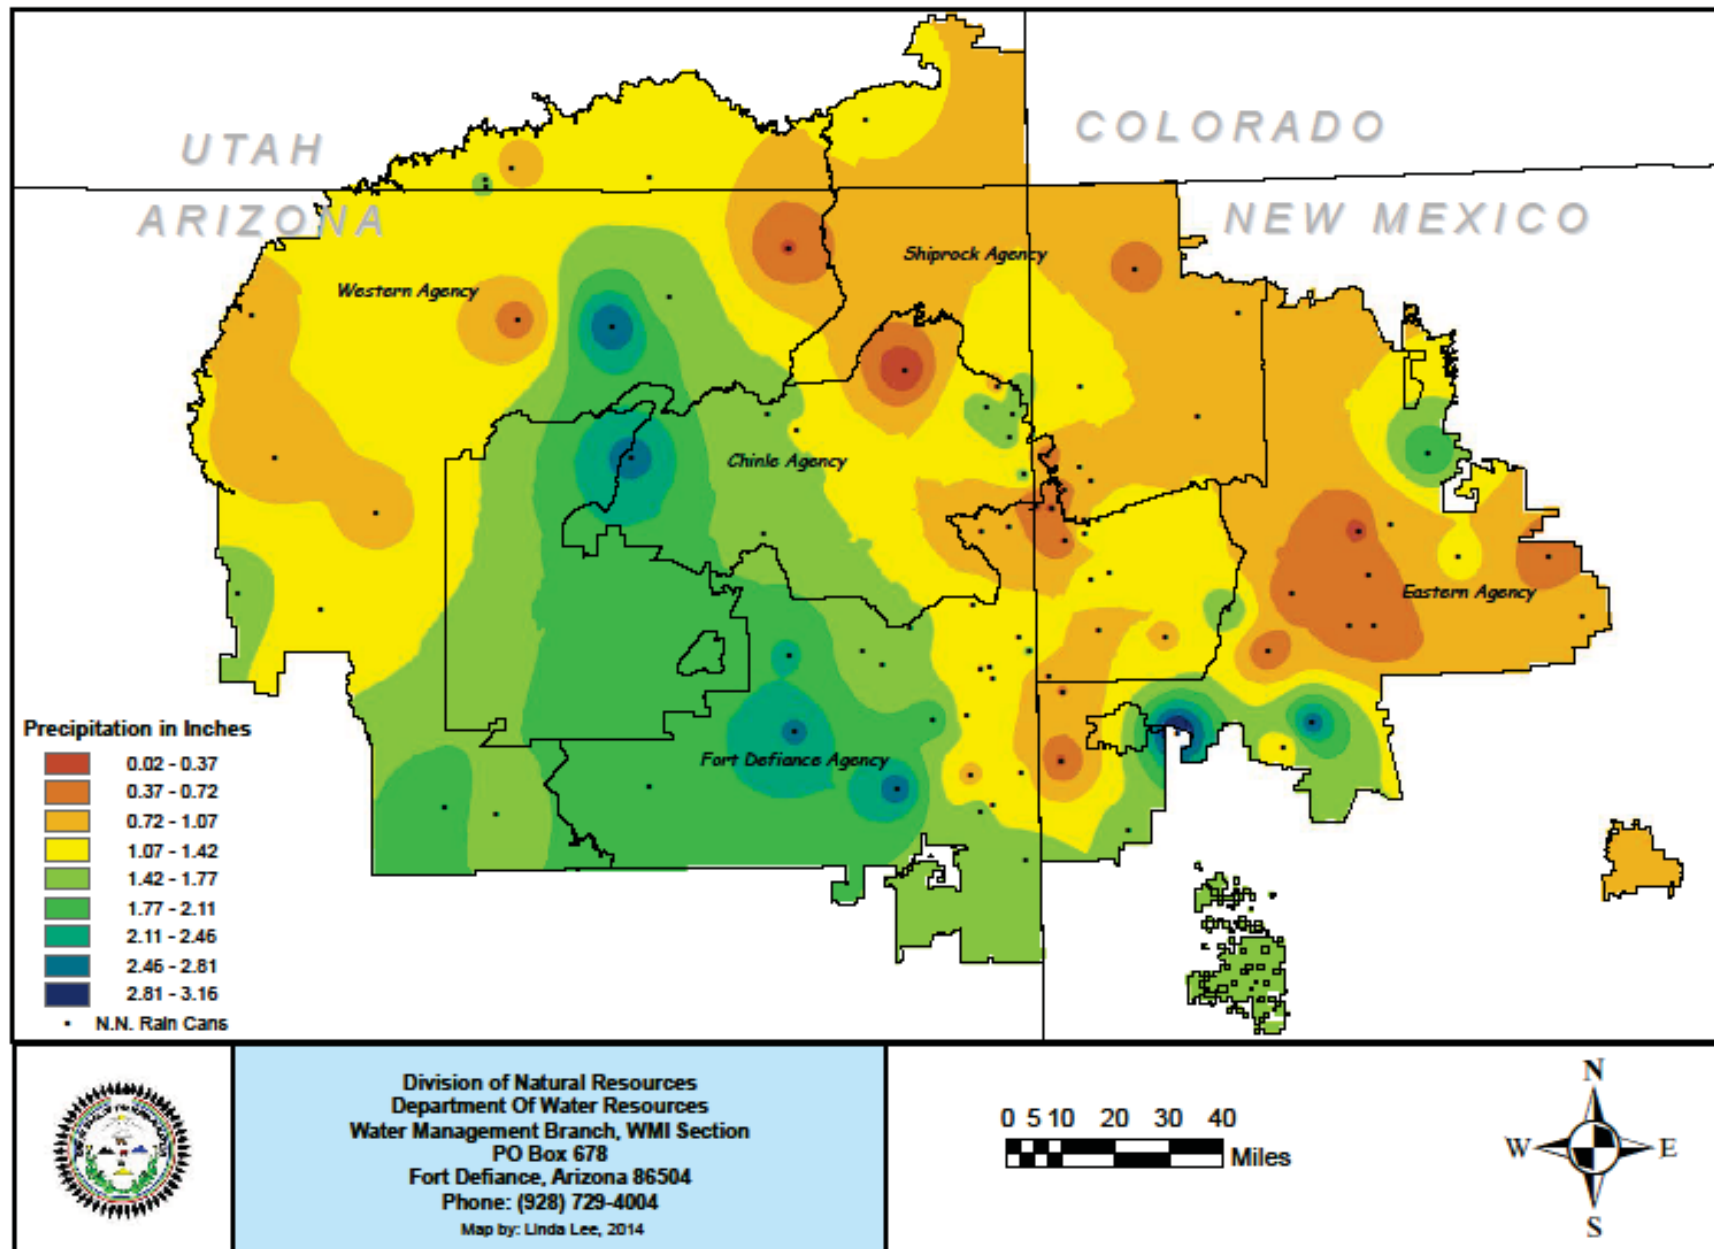 UTAH
COLORADO
ARIZONA
NEW MEXICO
Shiprock Agency
Western Agency
Chinle Agency
Eastern Agency
Fort Defiance Agency
Precipitation in Inches
0.02 - 0.37
0.37 - 0.72
0.72 - 1.07
1.07 - 1.42
1.42 - 1.77
1.77 - 2.11
2.11 - 2.46
2.46 - 2.81
2.81 - 3.16
N.N. Rain Cans
Division of Natural Resources
Department Of Water Resources
Water Management Branch, WMI Section
PO Box 678
Fort Defiance, Arizona 86504
Phone: (928) 729-4004
Map by: Linda Lee, 2014
0 5 10 20 30 40
Miles
N
W E
S